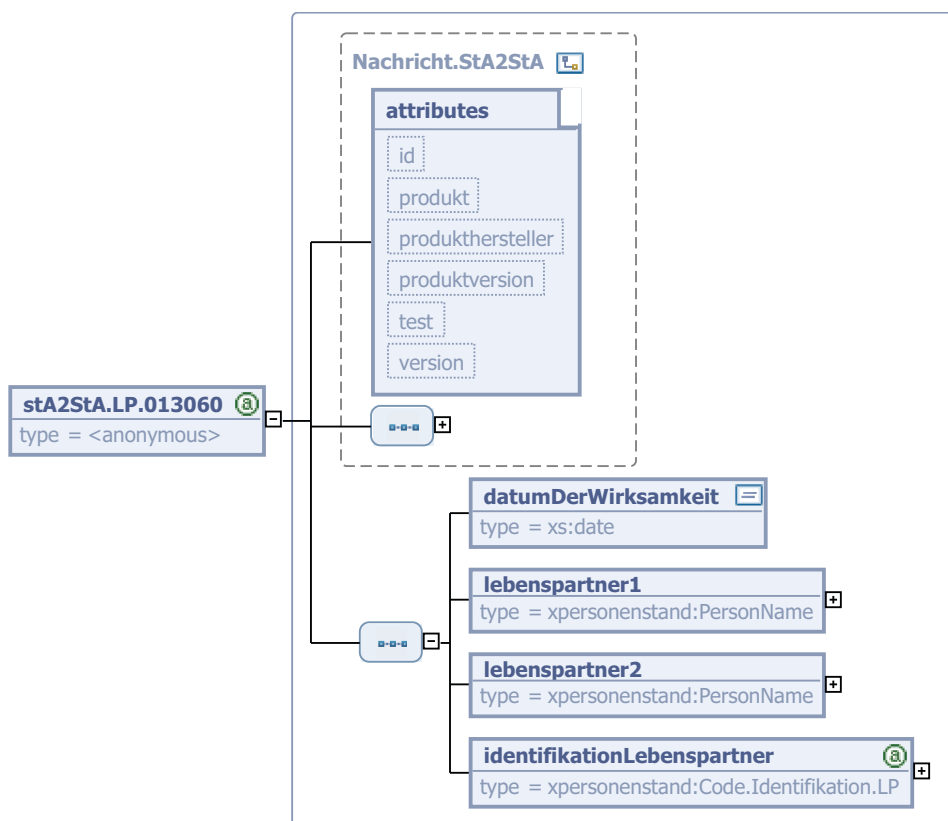 Nachricht.StA2StA
attributes
id
produkt
produkthersteller
produktversion
test
version
stA2StA.LP.013060
type = <anonymous>
datumDerWirksamkeit
type = xs:date
lebenspartner1
type = xpersonenstand:PersonName
lebenspartner2
type = xpersonenstand:PersonName
identifikationLebenspartner
type = xpersonenstand:Code.Identifikation.LP